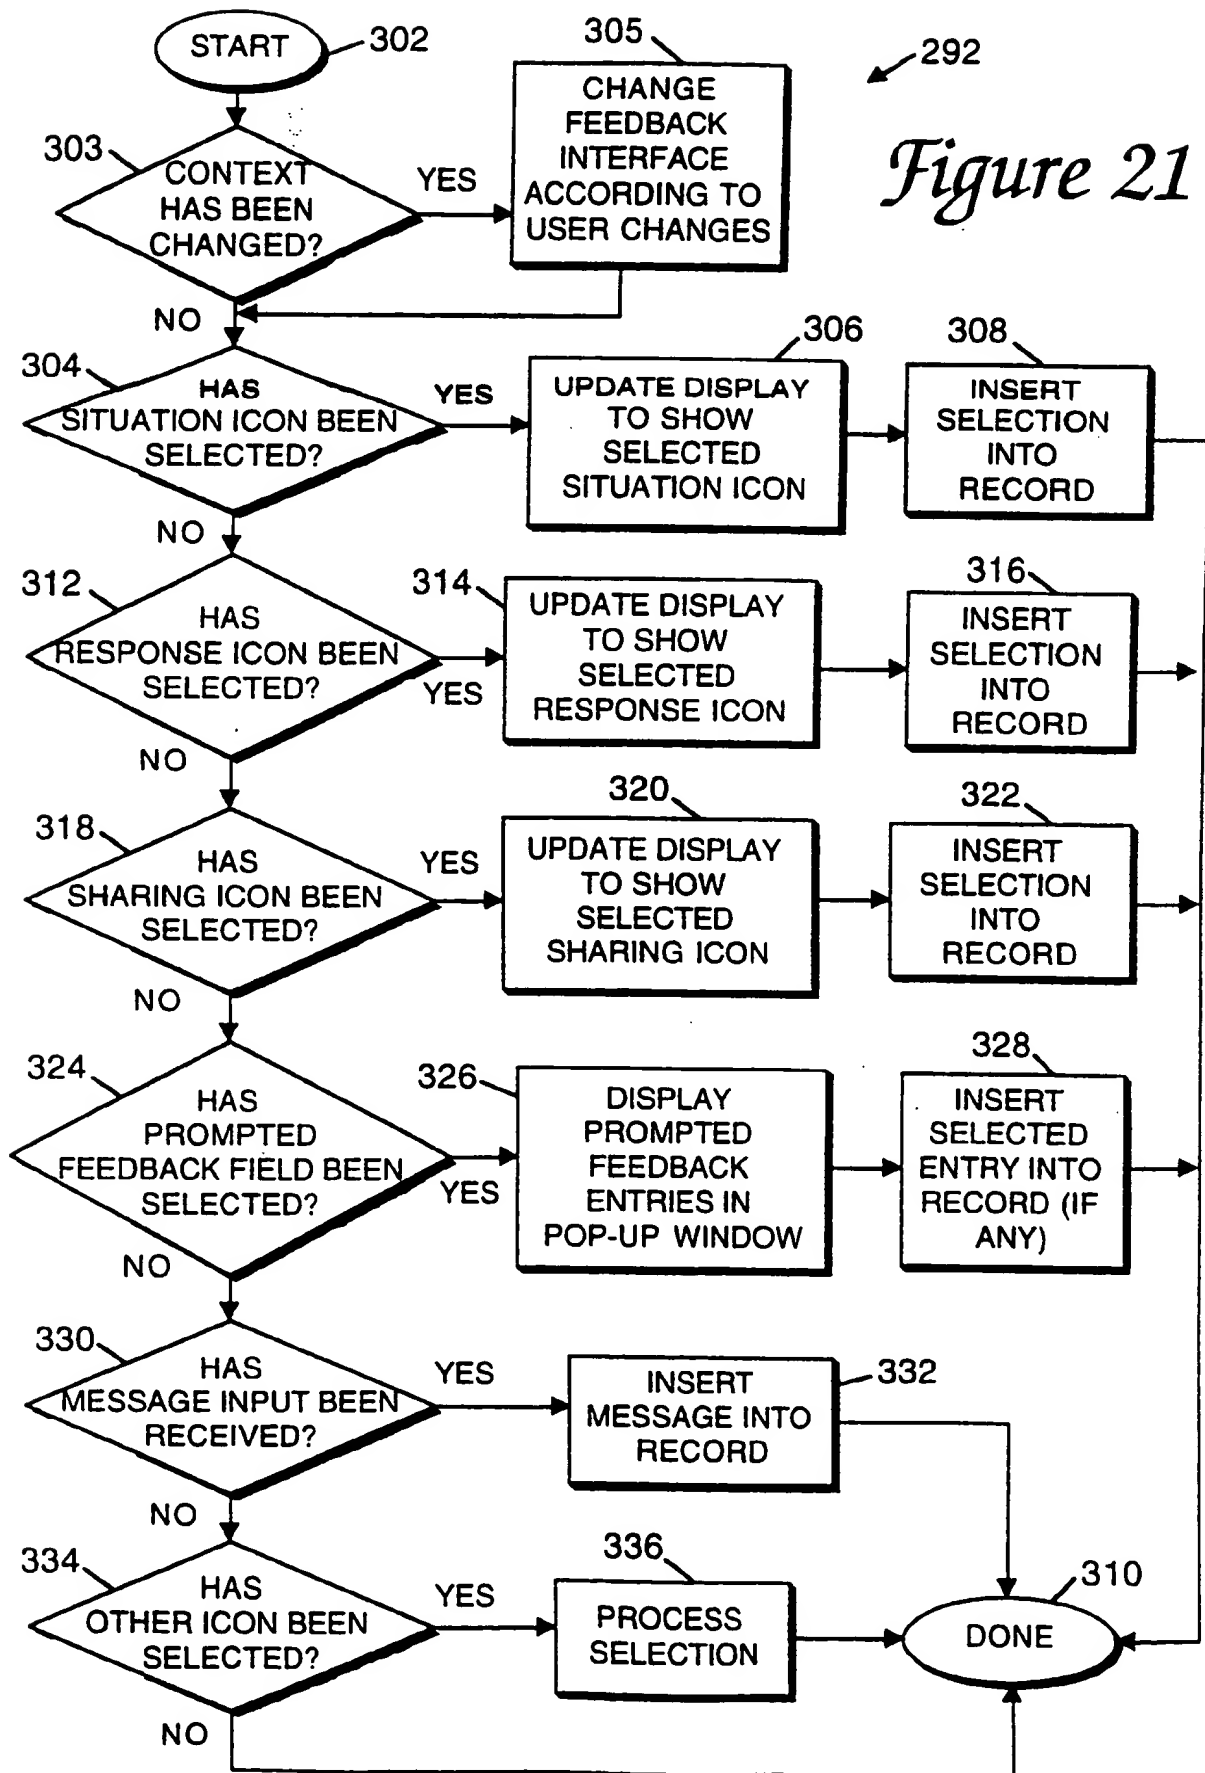 START
302
292
Figure 21
303
CONTEXT
HAS BEEN
CHANGED?
YES
305
CHANGE
FEEDBACK
INTERFACE
ACCORDING TO
USER CHANGES
NO
304
HAS
SITUATION ICON BEEN
SELECTED?
YES
306
UPDATE DISPLAY
TO SHOW
SELECTED
SITUATION ICON
308
INSERT
SELECTION
INTO
RECORD
NO
312
HAS
RESPONSE ICON BEEN
SELECTED?
YES
314
UPDATE DISPLAY
TO SHOW
SELECTED
RESPONSE ICON
316
INSERT
SELECTION
INTO
RECORD
NO
318
HAS
SHARING ICON BEEN
SELECTED?
YES
320
UPDATE DISPLAY
TO SHOW
SELECTED
SHARING ICON
322
INSERT
SELECTION
INTO
RECORD
NO
324
HAS
PROMPTED
FEEDBACK FIELD BEEN
SELECTED?
YES
326
DISPLAY
PROMPTED
FEEDBACK
ENTRIES IN
POP-UP WINDOW
328
INSERT
SELECTED
ENTRY INTO
RECORD (IF
ANY)
NO
330
HAS
MESSAGE INPUT BEEN
RECEIVED?
YES
INSERT
MESSAGE INTO
RECORD
332
NO
334
HAS
OTHER ICON BEEN
SELECTED?
YES
336
PROCESS
SELECTION
310
DONE
NO